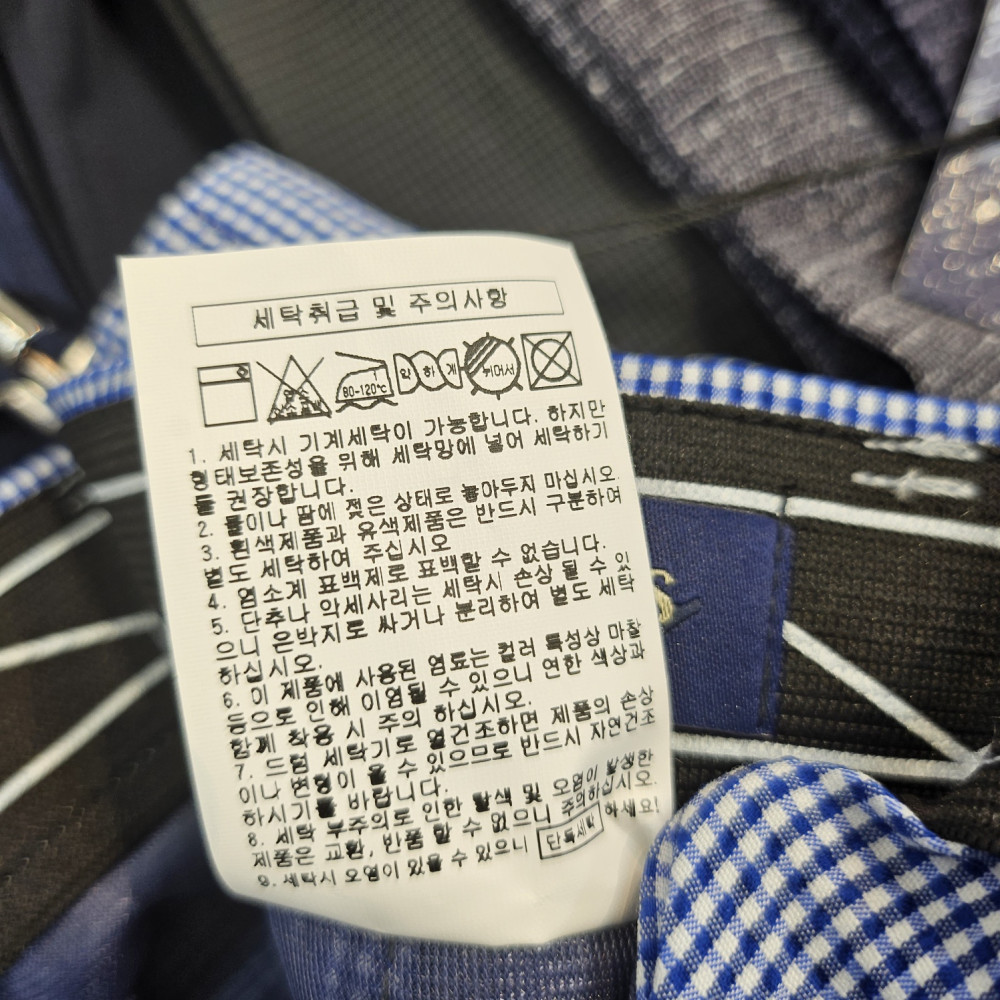 세탁취급 및 주의사항
80-120℃
약하게
뉘어서
1. 세탁시 기계세탁이 가능합니다. 하지만
형태보존성을 위해 세탁망에 넣어 세탁하기
를 권장합니다.
2. 물이나 땀에 젖은 상태로 놓아두지 마십시오.
3. 흰색제품과 유색제품은 반드시 구분하여
별도 세탁하여 주십시오
4. 염소계 표백제로 표백할 수 없습니다.
5. 단추나 악세사리는 세탁시 손상 될 수 있
으니 은박지로 싸거나 분리하여 별도 세탁
하십시오.
6. 이 제품에 사용된 염료는 컬러 특성상 마찰
등으로 인해 이염될 수 있으니 연한 색상과
함께 착용 시 주의 하십시오.
7. 드럼 세탁기로 열건조하면 제품의 손상
이나 변형이 올 수 있으므로 반드시 자연건조
하시기를 바랍니다.
8. 세탁 부주의로 인한 탈색 및 오염이 발생한
제품은 교환, 반품 할 수 없으니 주의하십시오.
9. 세탁시 오염이 있을 수 있으니 단독세탁 하세요!